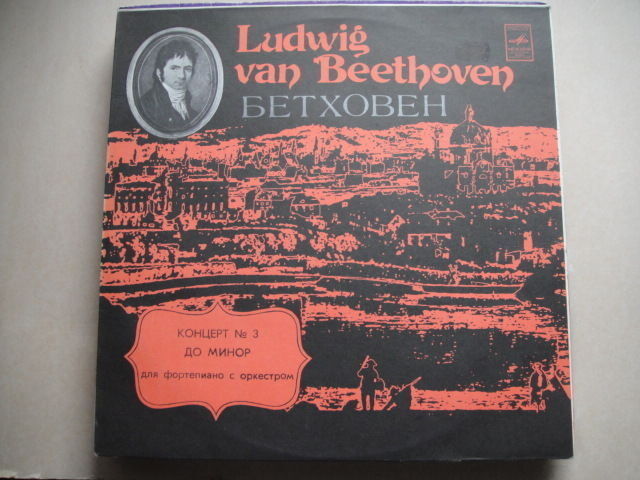 Ludwig
van Beethoven
БЕТХОВЕН
КОНЦЕРТ № 3
ДО МИНОР
для фортепиано с оркестром